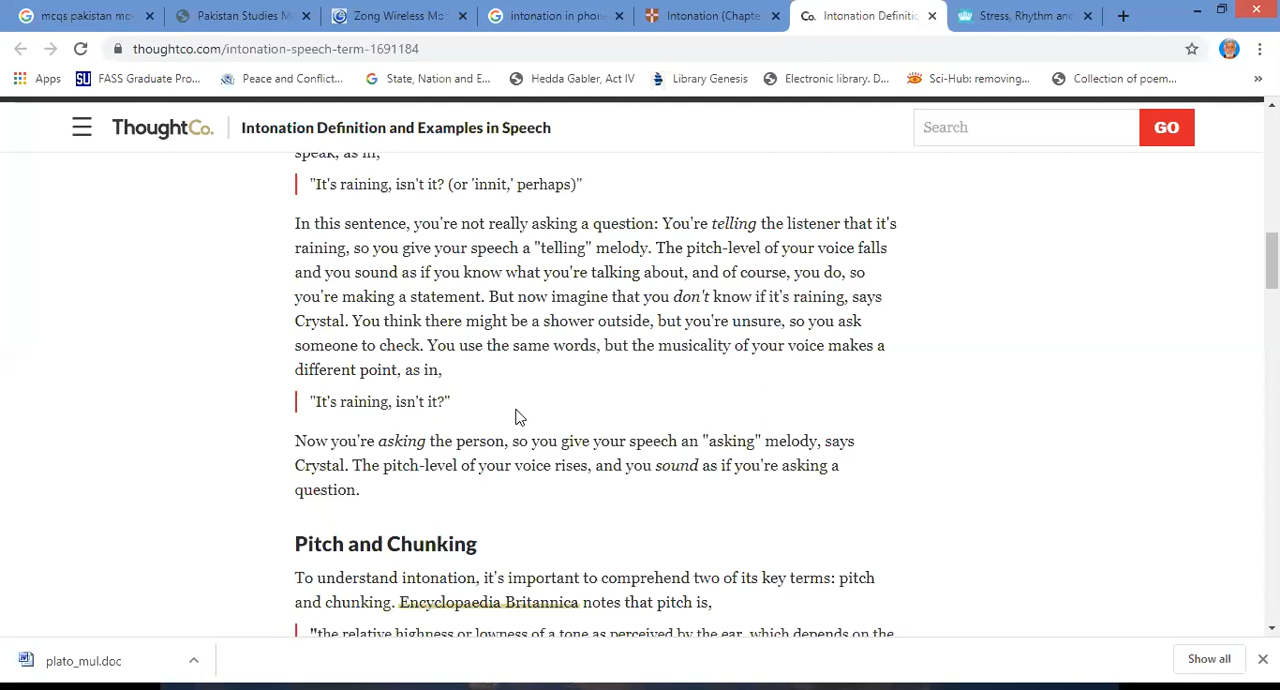 mcqs pakistan mc
Pakistan Studies M
Zong Wireless Mo
intonation in phon
Intonation (Chapte
Co. Intonation Definiti
Stress, Rhythm and
thoughtco.com/intonation-speech-term-1691184
Apps
SU FASS Graduate Pro...
Peace and Conflict...
State, Nation and E...
Hedda Gabler, Act IV
Library Genesis
Electronic library. D...
Sci-Hub: removing...
Collection of poem...
ThoughtCo.
Intonation Definition and Examples in Speech
Search
GO
speak, as in,
"It's raining, isn't it? (or 'innit,' perhaps)"
In this sentence, you're not really asking a question: You're telling the listener that it's
raining, so you give your speech a "telling" melody. The pitch-level of your voice falls
and you sound as if you know what you're talking about, and of course, you do, so
you're making a statement. But now imagine that you don't know if it's raining, says
Crystal. You think there might be a shower outside, but you're unsure, so you ask
someone to check. You use the same words, but the musicality of your voice makes a
different point, as in,
"It's raining, isn't it?"
Now you're asking the person, so you give your speech an "asking" melody, says
Crystal. The pitch-level of your voice rises, and you sound as if you're asking a
question.
Pitch and Chunking
To understand intonation, it's important to comprehend two of its key terms: pitch
and chunking. Encyclopaedia Britannica notes that pitch is,
"the relative highness or lowness of a tone as perceived by the ear, which depends on the
plato_mul.doc
Show all